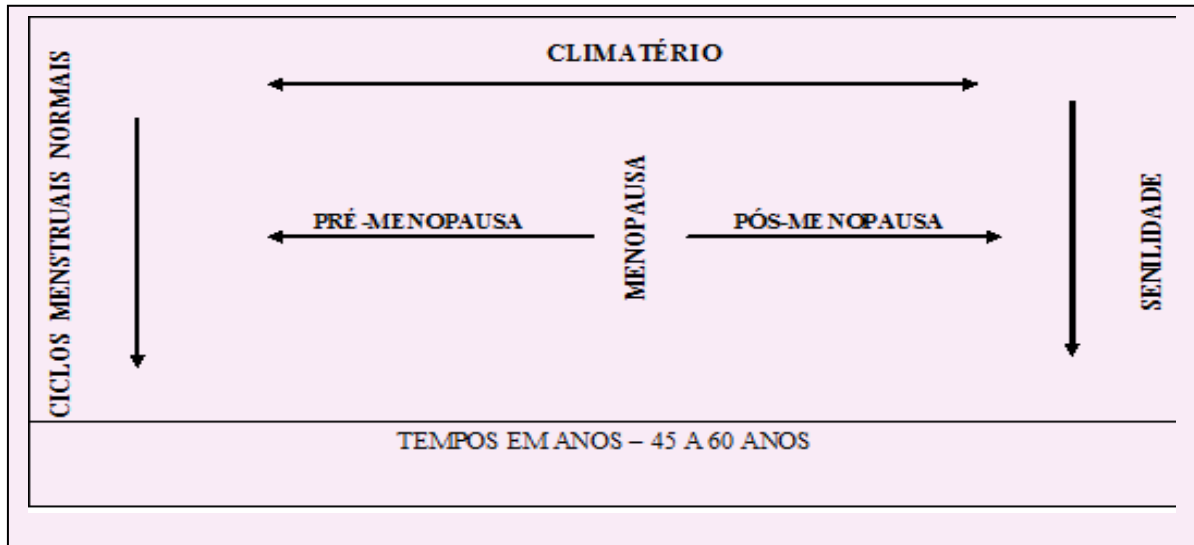 CICLOS MENSTRUAIS NORMAIS
CLIMATÉRIO
PRÉ-MENOPAUSA
MENOPAUSA
PÓS-MENOPAUSA
SENILIDADE
TEMPOS EM ANOS – 45 A 60 ANOS